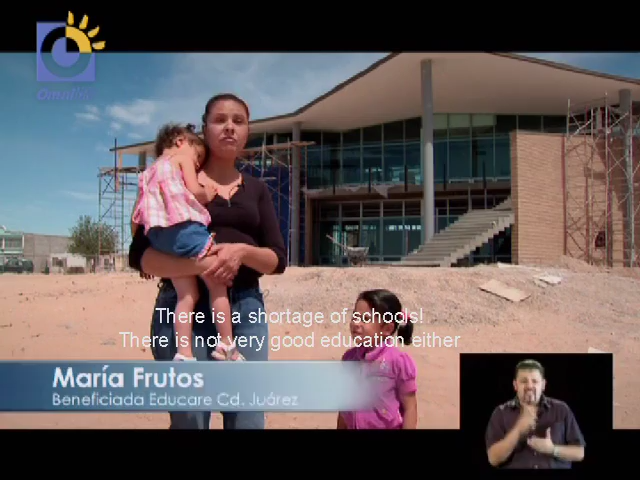 There is a shortage of schools!
There is not very good education either
María Frutos
Beneficiada Educare Cd. Juárez